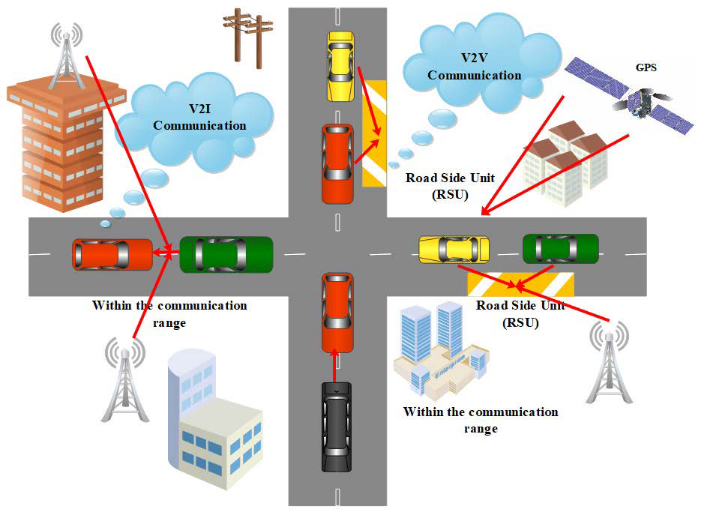 V2I
Communication
V2V
Communication
GPS
Road Side Unit
(RSU)
Within the communication
range
Road Side Unit
(RSU)
Within the communication
range